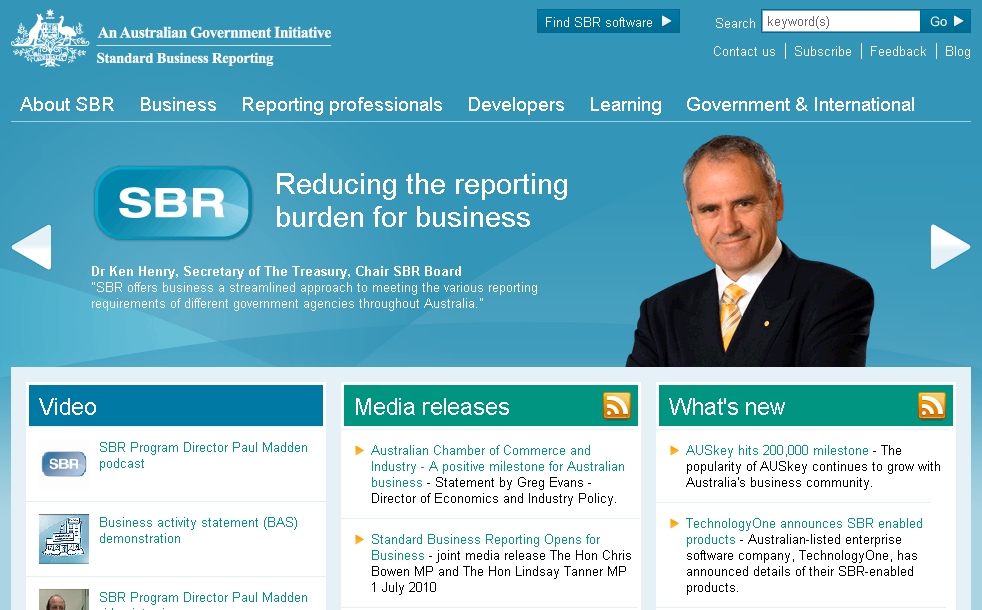 An Australian Government Initiative
Standard Business Reporting
Find SBR software
Search keyword(s) Go
Contact us Subscribe Feedback Blog
About SBR Business Reporting professionals Developers Learning Government & International
SBR
Reducing the reporting
burden for business
Dr Ken Henry, Secretary of The Treasury, Chair SBR Board
"SBR offers business a streamlined approach to meeting the various reporting
requirements of different government agencies throughout Australia."
Video
SBR
SBR Program Director Paul Madden
podcast
Business activity statement (BAS)
demonstration
SBR Program Director Paul Madden
Media releases
Australian Chamber of Commerce and
Industry - A positive milestone for Australian
business - Statement by Greg Evans -
Director of Economics and Industry Policy.
Standard Business Reporting Opens for
Business - joint media release The Hon Chris
Bowen MP and The Hon Lindsay Tanner MP
1 July 2010
What's new
AUSkey hits 200,000 milestone - The
popularity of AUSkey continues to grow with
Australia's business community.
TechnologyOne announces SBR enabled
products - Australian-listed enterprise
software company, TechnologyOne, has
announced details of their SBR-enabled
products.